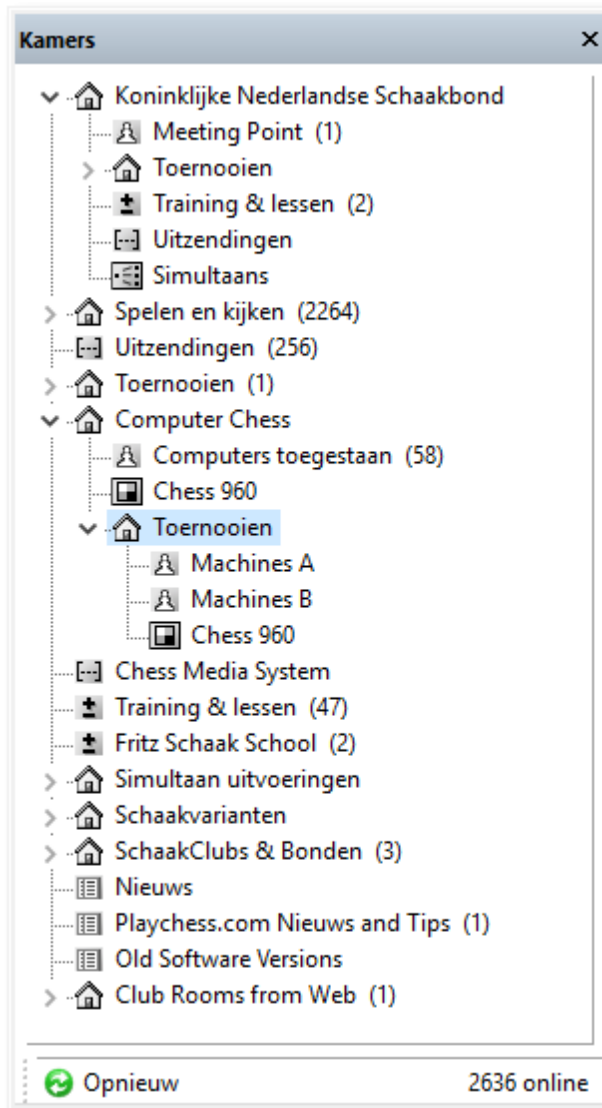 Kamers
Koninklijke Nederlandse Schaakbond
Meeting Point (1)
Toernooien
Training & lessen (2)
Uitzendingen
Simultaans
Spelen en kijken (2264)
Uitzendingen (256)
Toernooien (1)
Computer Chess
Computers toegestaan (58)
Chess 960
Toernooien
Machines A
Machines B
Chess 960
Chess Media System
Training & lessen (47)
Fritz Schaak School (2)
Simultaan uitvoeringen
Schaakvarianten
SchaakClubs & Bonden (3)
Nieuws
Playchess.com Nieuws and Tips (1)
Old Software Versions
Club Rooms from Web (1)
Opnieuw 2636 online